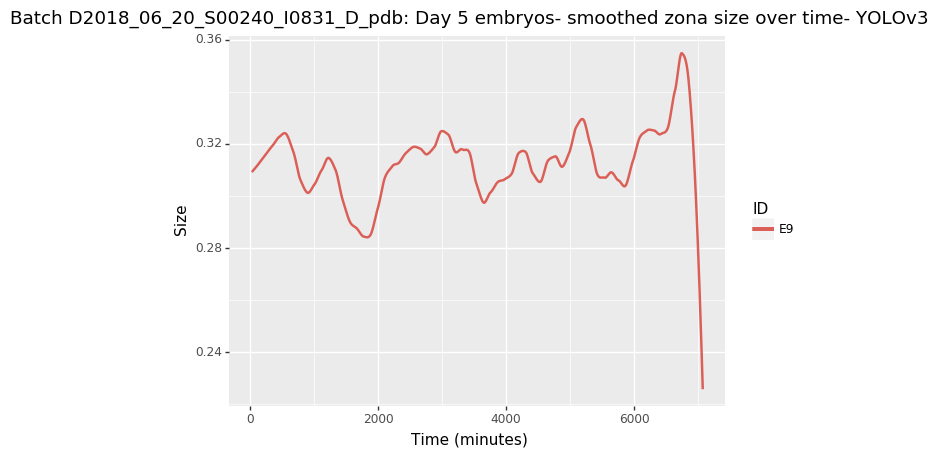 Batch D2018_06_20_S00240_I0831_D_pdb: Day 5 embryos- smoothed zona size over time- YOLOv3
0.36
0.32
0.28
0.24
Size
0
2000
4000
6000
Time (minutes)
ID
E9